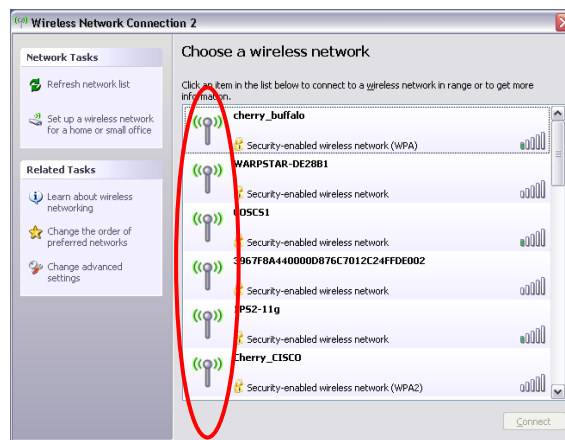 Wireless Network Connection 2
Network Tasks
Refresh network list
Set up a wireless network
for a home or small office
Related Tasks
Learn about wireless
networking
Change the order of
preferred networks
Change advanced
settings
Choose a wireless network
Click an item in the list below to connect to a wireless network in range or to get more
information.
cherry_buffalo
Security-enabled wireless network (WPA)
WARPSTAR-DE28B1
Security-enabled wireless network
Security-enabled wireless network
3967F8A440000D876C7012C24FFDE002
Security-enabled wireless network
Security-enabled wireless network
Cherry_CISCO
Security-enabled wireless network (WPA2)
Connect